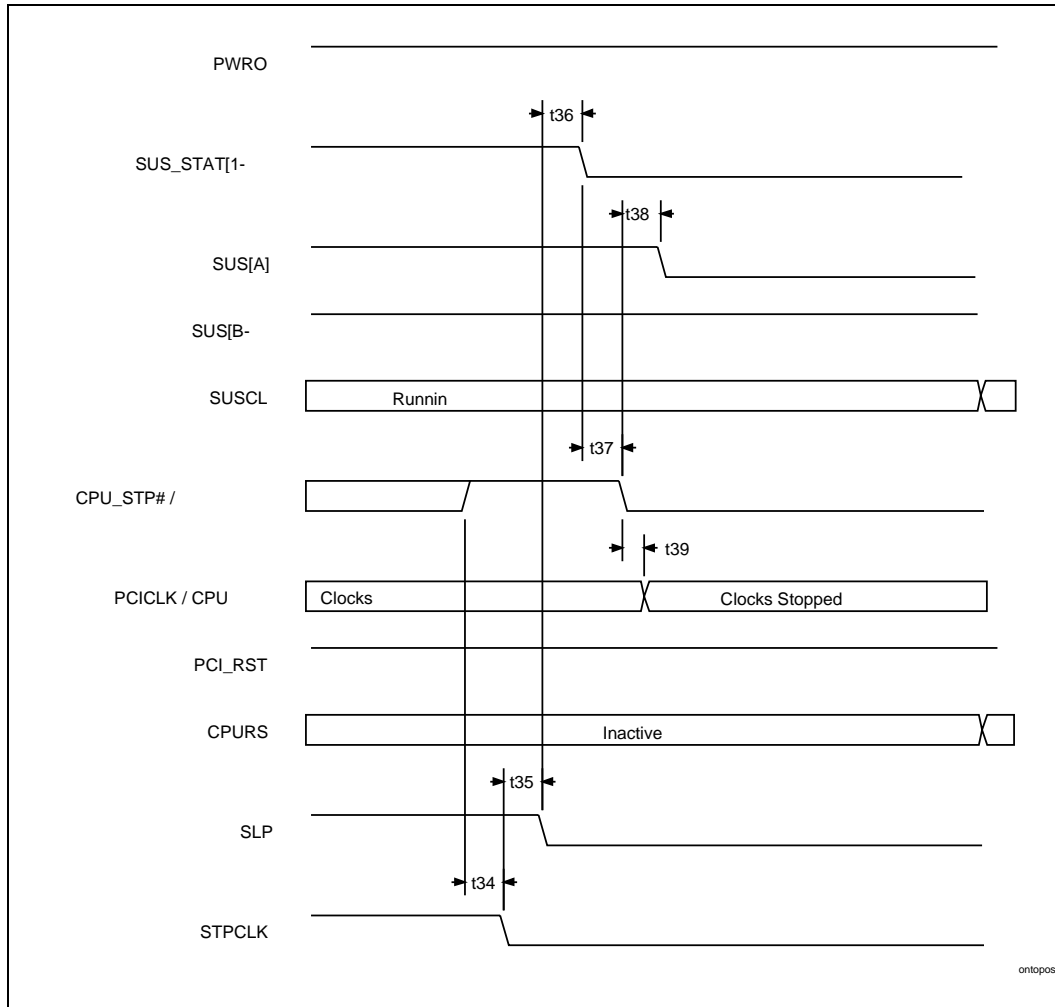 PWRO
t36
SUS_STAT[1-
t38
SUS[A]
SUS[B-
SUSCL
Runnin
t37
CPU_STP# /
t39
PCICLK / CPU
Clocks
Clocks Stopped
PCI_RST
CPURS
Inactive
t35
SLP
t34
STPCLK
ontopos